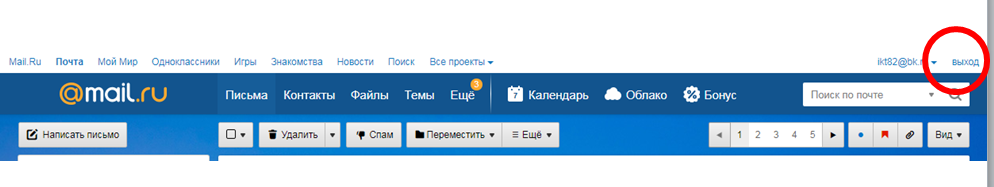 Mail.Ru Почта Мой Мир Одноклассники Игры Знакомства Новости Поиск Все проекты ikt82@bk.r выход
@mail.ru Письма Контакты Файлы Темы Ещё 3 7 Календарь Облако % Бонус Поиск по почте
Написать письмо Удалить Спам Переместить Ещё 1 2 3 4 5 Вид